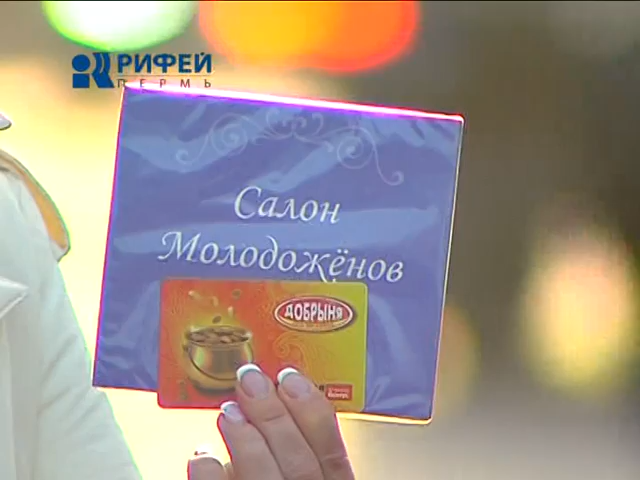 РИФЕЙ
ПЕРМЬ
Салон
Молодожёнов
ДОБРЫНЯ